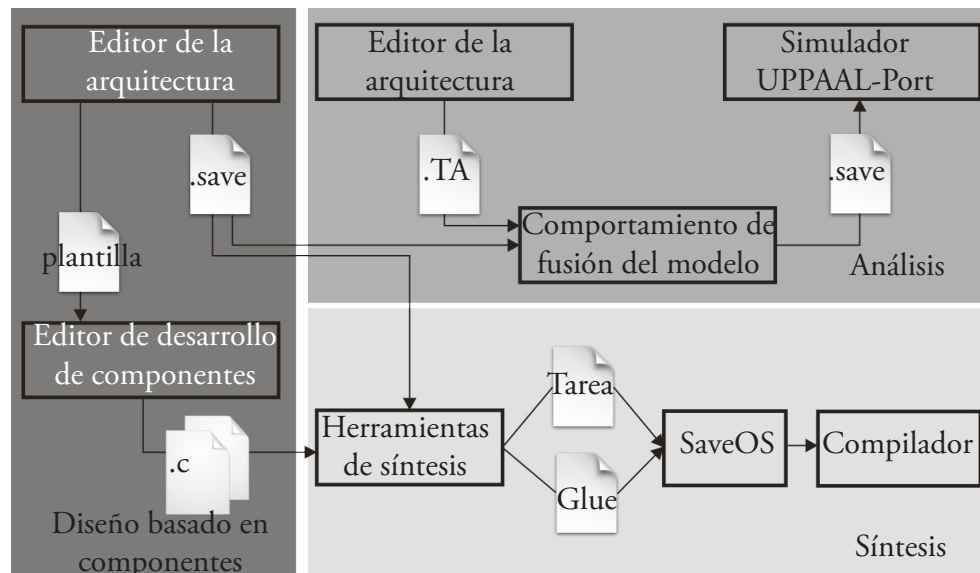 Editor de la
arquitectura
.save
plantilla
Editor de desarrollo
de componentes
.c
Diseño basado en
componentes
Editor de la
arquitectura
.TA
Simulador
UPPAAL-Port
.save
Comportamiento de
fusión del modelo
Análisis
Herramientas
de síntesis
Tarea
Glue
SaveOS
Compilador
Síntesis